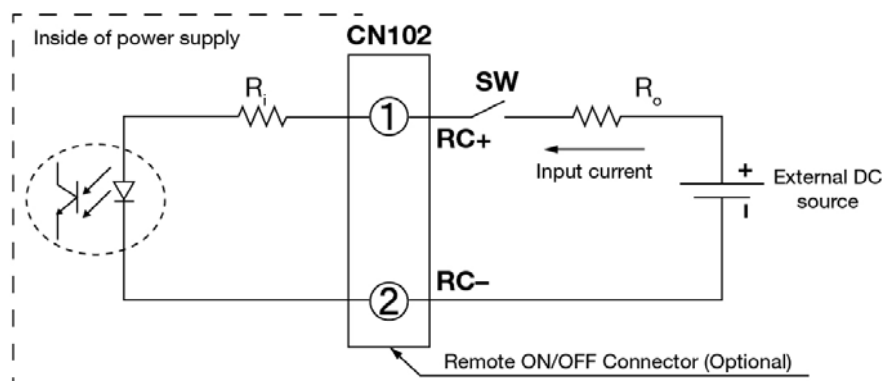 Inside of power supply
CN102
SW
Ri
Ro
①
RC+
Input current
+
External DC
source
−
②
RC−
Remote ON/OFF Connector (Optional)